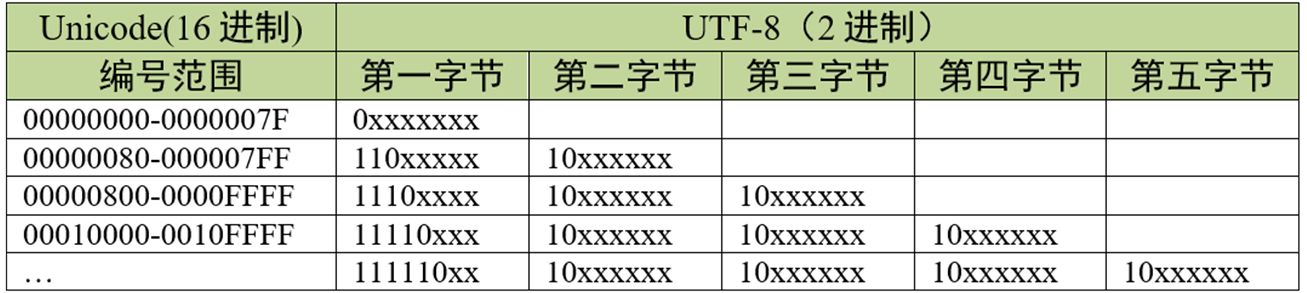 Unicode(16 进制) UTF-8（2 进制）
编号范围 第一字节 第二字节 第三字节 第四字节 第五字节
00000000-0000007F 0xxxxxxx
00000080-000007FF 110xxxxx 10xxxxxx
00000800-0000FFFF 1110xxxx 10xxxxxx 10xxxxxx
00010000-0010FFFF 11110xxx 10xxxxxx 10xxxxxx 10xxxxxx
… 111110xx 10xxxxxx 10xxxxxx 10xxxxxx 10xxxxxx